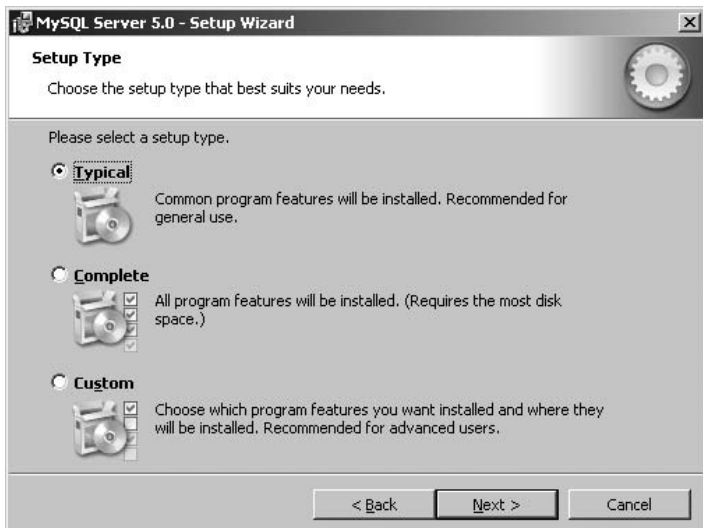 MySQL Server 5.0 - Setup Wizard
Setup Type
Choose the setup type that best suits your needs.
Please select a setup type.
Typical
Common program features will be installed. Recommended for
general use.
Complete
All program features will be installed. (Requires the most disk
space.)
Custom
Choose which program features you want installed and where they
will be installed. Recommended for advanced users.
< Back
Next >
Cancel